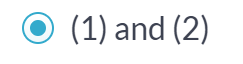 (1) and (2)